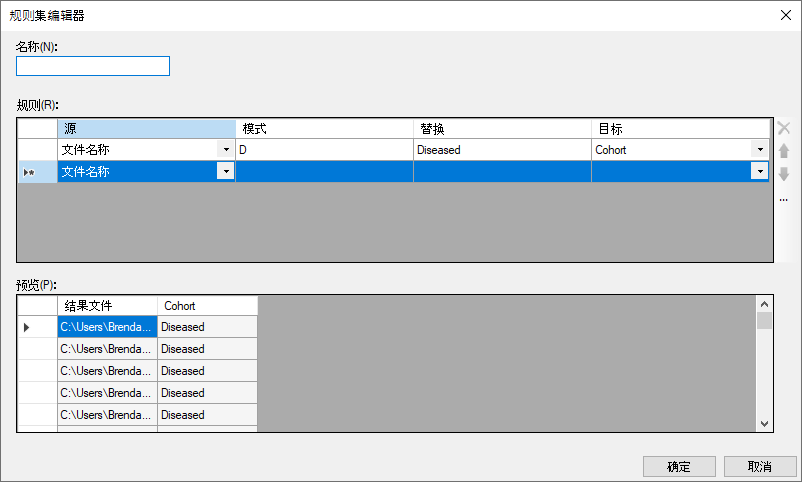 规则集编辑器
名称(N):
规则(R):
源 模式 替换 目标
文件名称 D Diseased Cohort
文件名称
...
预览(P):
结果文件 Cohort
C:\Users\Brenda... Diseased
C:\Users\Brenda... Diseased
C:\Users\Brenda... Diseased
C:\Users\Brenda... Diseased
C:\Users\Brenda... Diseased
确定 取消